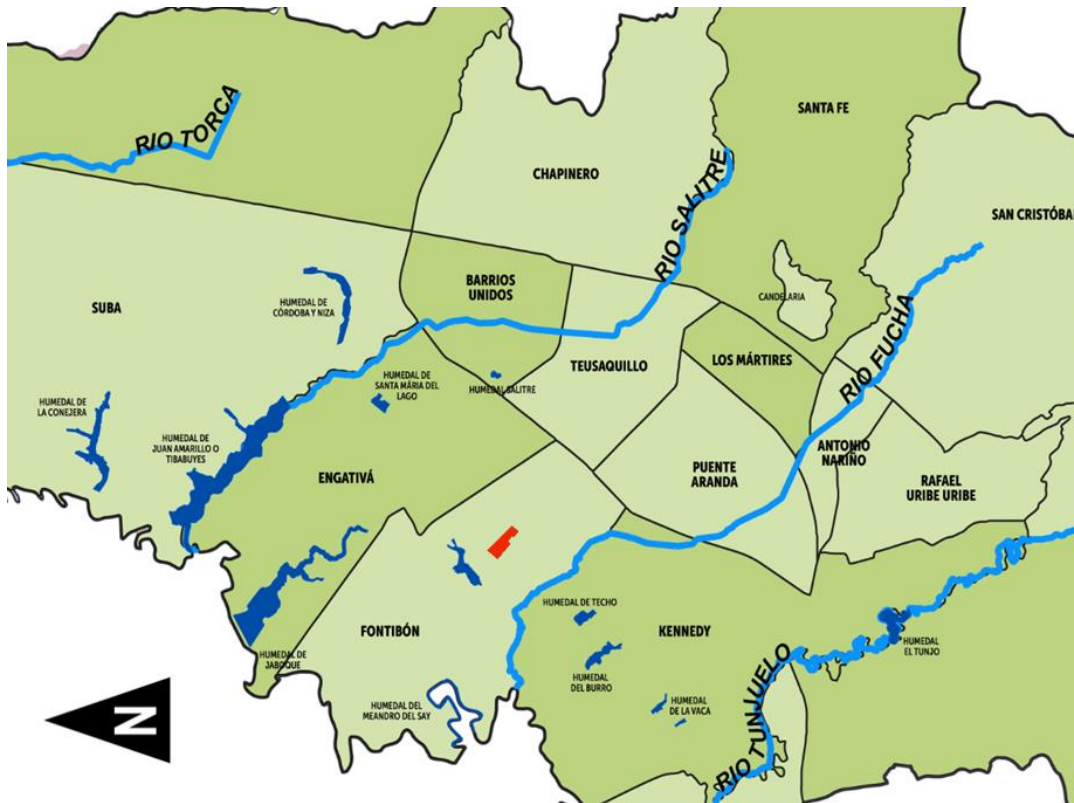 RIO TORCA
SANTA FE
CHAPINERO
RIO SALITRE
SAN CRISTÓBA
BARRIOS
UNIDOS
CANDELARIA
SUBA
HUMEDAL DE
CÓRDOBA Y NIZA
RIO FUCHA
TEUSAQUILLO
LOS MÁRTIRES
HUMEDAL DE
SANTA MÁRIA DEL
LAGO
HUMEDAL SALITRE
HUMEDAL DE
LA CONEJERA
HUMEDAL DE
JUAN AMARILLO O
TIBABUYES
ANTONIO
NARIÑO
ENGATIVÁ
PUENTE
ARANDA
RAFAEL
URIBE URIBE
HUMEDAL DE TECHO
FONTIBÓN
KENNEDY
HUMEDAL
EL TUNJO
HUMEDAL DE
JABOQUE
HUMEDAL
DEL BURRO
HUMEDAL DEL
MEANDRO DEL SAY
HUMEDAL
DE LA VACA
RIO TUNJUELO
N